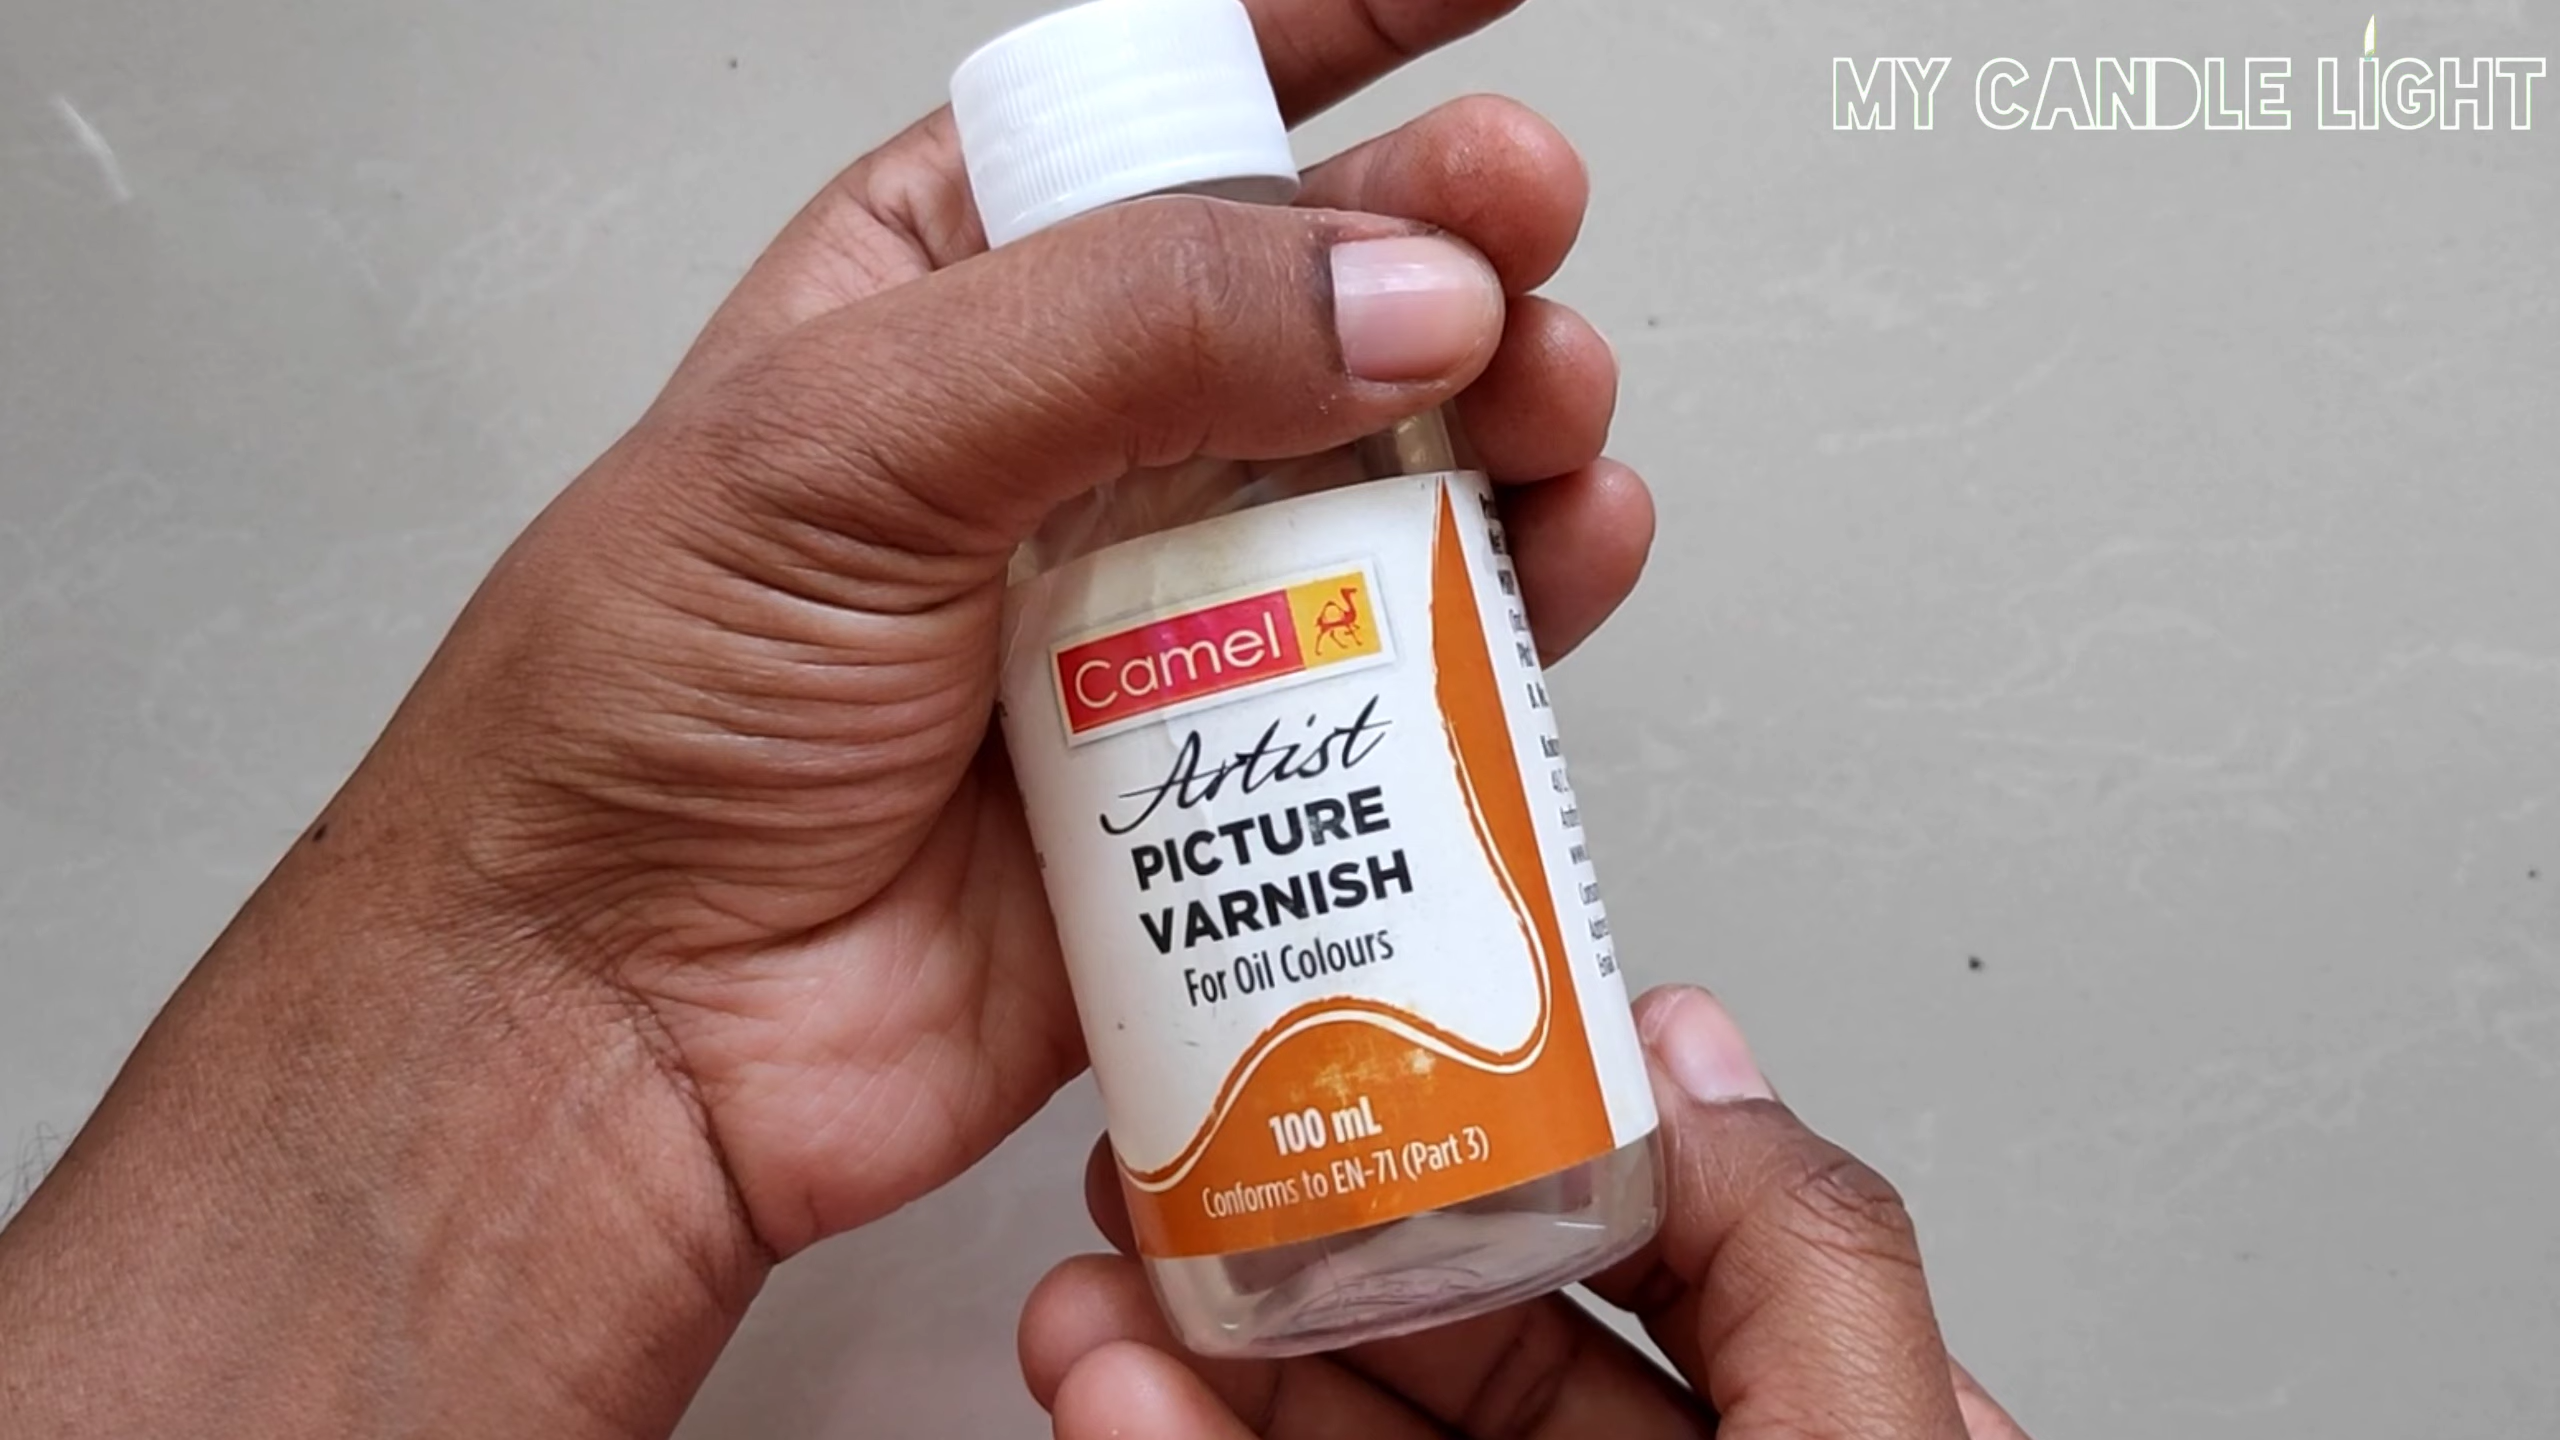 MY CANDLE LIGHT
Camel
Artist
PICTURE
VARNISH
For Oil Colours
100 mL
Conforms to EN-71 (Part 3)